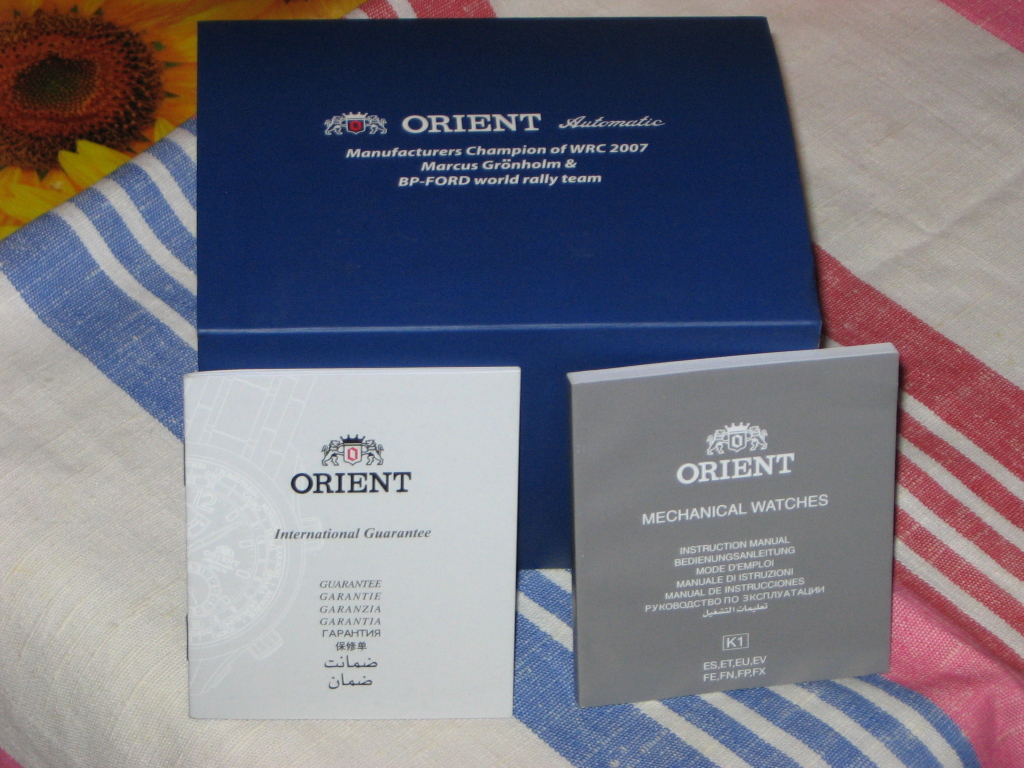 ORIENT Automatic
Manufacturers Champion of WRC 2007
Marcus Grönholm &
BP-FORD world rally team
ORIENT
International Guarantee
GUARANTEE
GARANTIE
GARANZIA
GARANTIA
ГАРАНТИЯ
保修单
ضمانت
ضمان
ORIENT
MECHANICAL WATCHES
INSTRUCTION MANUAL
BEDIENUNGSANLEITUNG
MODE D'EMPLOI
MANUALE DI ISTRUZIONI
MANUAL DE INSTRUCCIONES
РУКОВОДСТВО ПО ЭКСПЛУАТАЦИИ
تعليمات التشغيل
K1
ES,ET,EU,EV
FE,FN,FP,FX